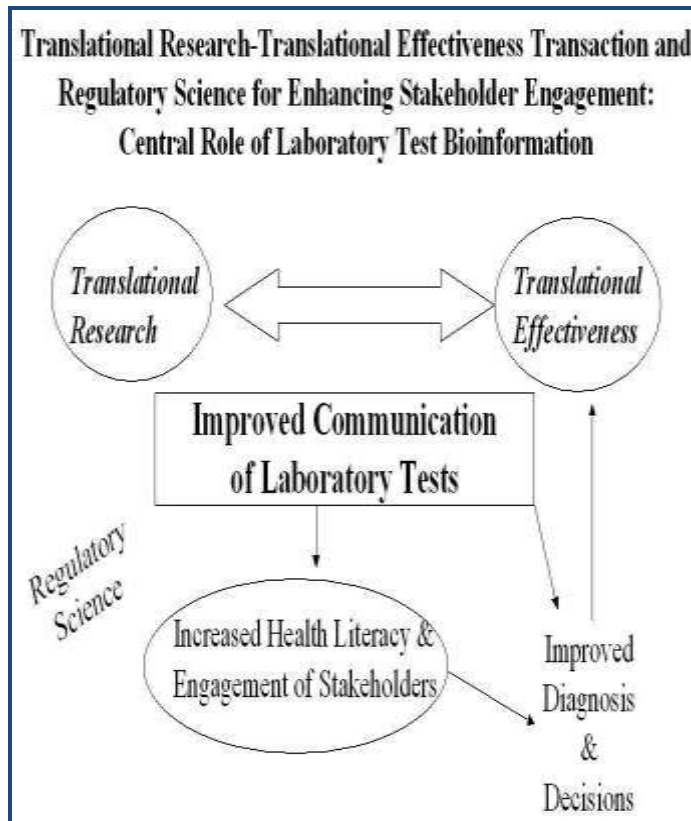 Translational Research-Translational Effectiveness Transaction and
Regulatory Science for Enhancing Stakeholder Engagement:
Central Role of Laboratory Test Bioinformation
Translational
Research
Translational
Effectiveness
Improved Communication
of Laboratory Tests
Regulatory
Science
Increased Health Literacy &
Engagement of Stakeholders
Improved
Diagnosis
&
Decisions